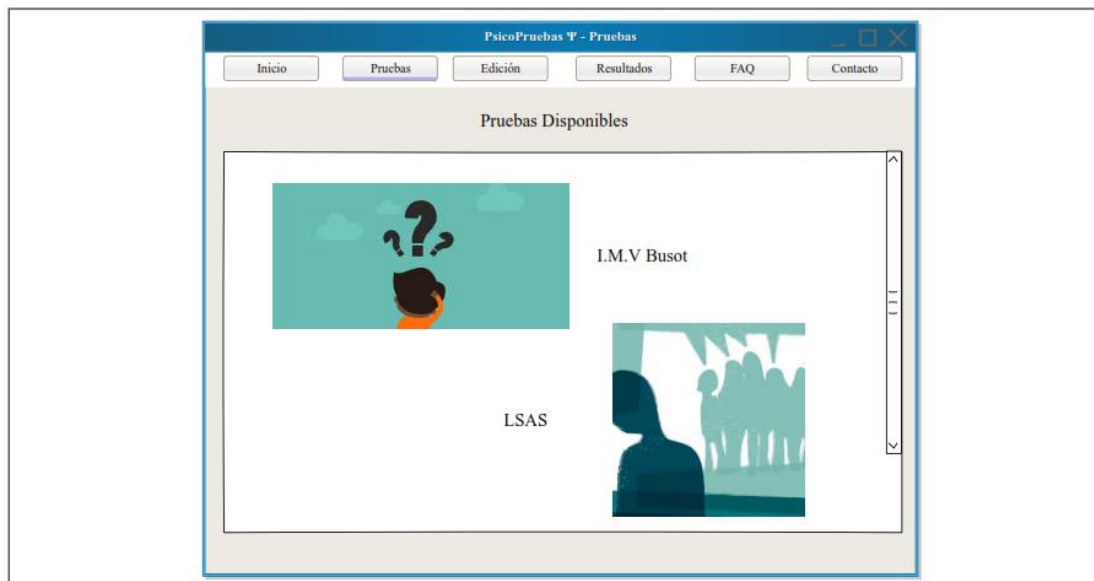 PsicoPruebas Ψ - Pruebas
Inicio Pruebas Edición Resultados FAQ Contacto
Pruebas Disponibles
I.M.V Busot
LSAS